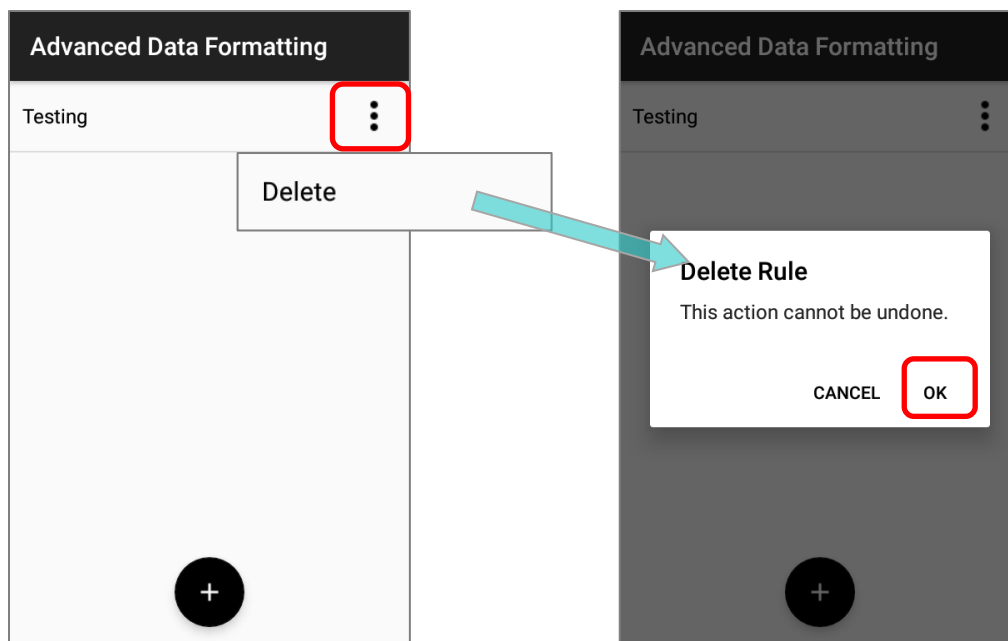 Advanced Data Formatting
Testing
Delete
+
Advanced Data Formatting
Testing
Delete Rule
This action cannot be undone.
CANCEL OK
+